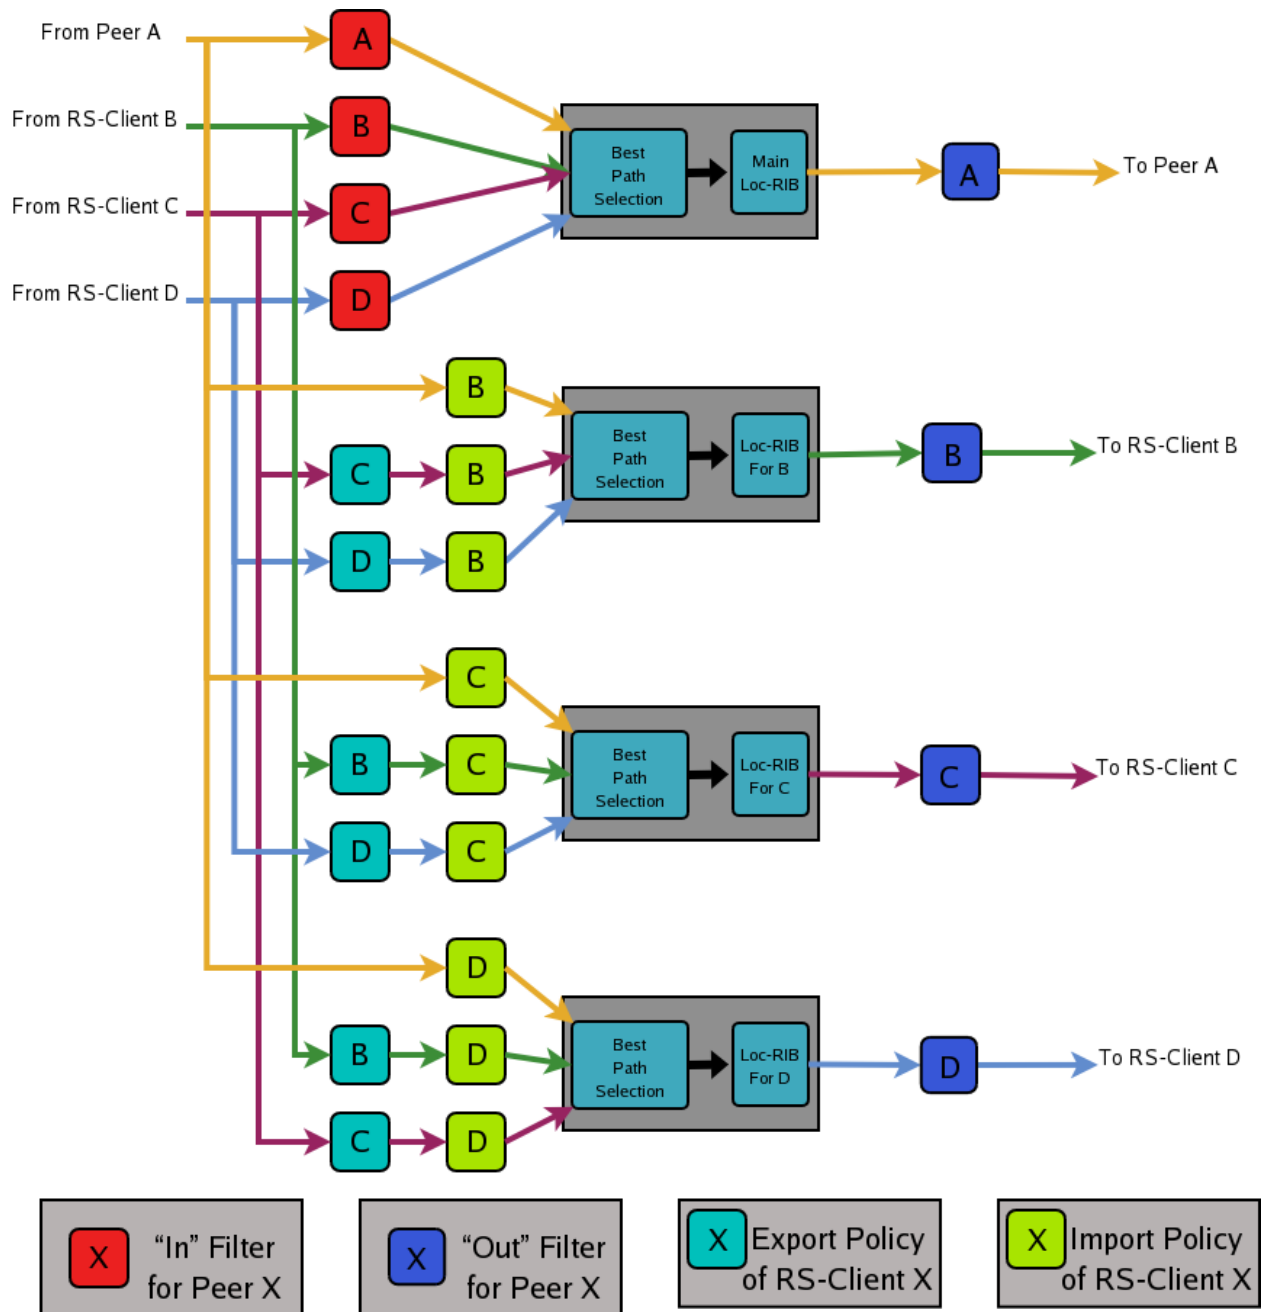 From Peer A
A
From RS-Client B
B
From RS-Client C
C
From RS-Client D
D
Best
Path
Selection
Main
Loc-RIB
A
To Peer A
B
C
B
D
B
Best
Path
Selection
Loc-RIB
For B
B
To RS-Client B
C
B
C
D
C
Best
Path
Selection
Loc-RIB
For C
C
To RS-Client C
D
B
D
C
D
Best
Path
Selection
Loc-RIB
For D
D
To RS-Client D
X
“In” Filter
for Peer X
X
“Out” Filter
for Peer X
X
Export Policy
of RS-Client X
X
Import Policy
of RS-Client X